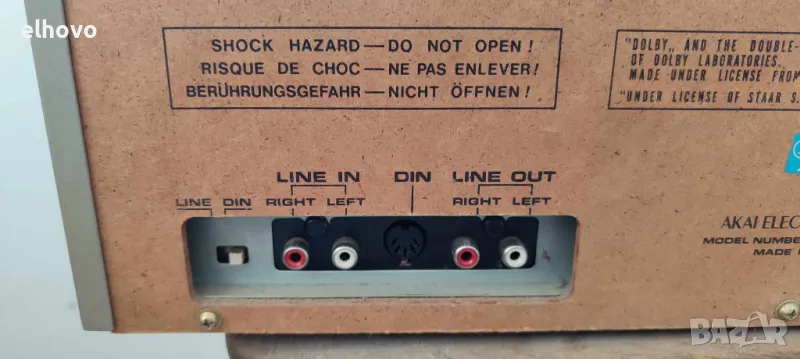 elhovo
SHOCK HAZARD — DO NOT OPEN!
RISQUE DE CHOC — NE PAS ENLEVER!
BERÜHRUNGSGEFAHR — NICHT ÖFFNEN!
"DOLBY„ AND THE DOUBLE-
OF DOLBY LABORATORIES.
MADE UNDER LICENSE FROM
"UNDER LICENSE OF STAAR S.
LINE IN DIN LINE OUT
LINE DIN RIGHT LEFT RIGHT LEFT
AKAI ELEC
MODEL NUMBE
MADE
BAZAR